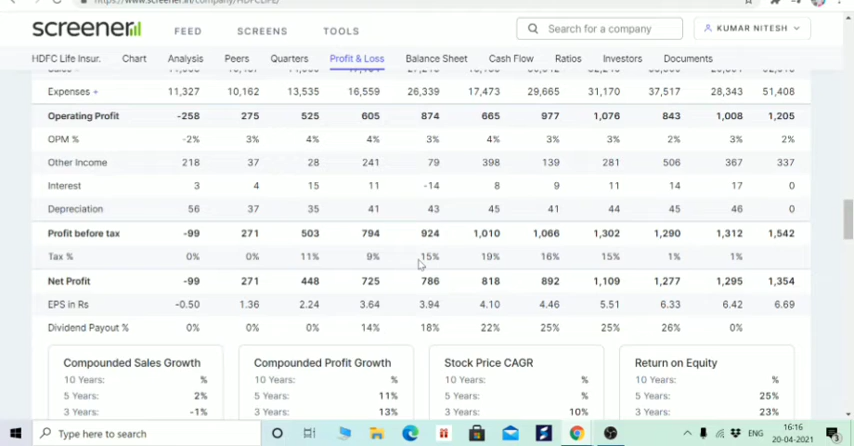 screener
FEED SCREENS TOOLS
Search for a company
KUMAR NITESH
HDFC Life Insur. Chart Analysis Peers Quarters Profit & Loss Balance Sheet Cash Flow Ratios Investors Documents
Expenses + 11,327 10,162 13,535 16,559 26,339 17,473 29,665 31,170 37,517 28,343 51,408
Operating Profit -258 275 525 605 874 665 977 1,076 843 1,008 1,205
OPM % -2% 3% 4% 4% 3% 4% 3% 3% 2% 3% 2%
Other Income 218 37 28 241 79 398 139 281 506 367 337
Interest 3 4 15 11 -14 8 9 11 14 17 0
Depreciation 56 37 35 41 43 45 41 44 45 46 0
Profit before tax -99 271 503 794 924 1,010 1,066 1,302 1,290 1,312 1,542
Tax % 0% 0% 11% 9% 15% 19% 16% 15% 1% 1%
Net Profit -99 271 448 725 786 818 892 1,109 1,277 1,295 1,354
EPS in Rs -0.50 1.36 2.24 3.64 3.94 4.10 4.46 5.51 6.33 6.42 6.69
Dividend Payout % 0% 0% 0% 14% 18% 22% 25% 25% 26% 0%
Compounded Sales Growth
10 Years: %
5 Years: 2%
3 Years: -1%
Compounded Profit Growth
10 Years: %
5 Years: 11%
3 Years: 13%
Stock Price CAGR
10 Years: %
5 Years: %
3 Years: 10%
Return on Equity
10 Years: %
5 Years: 25%
3 Years: 23%
Type here to search
ENG
16:16
20-04-2021